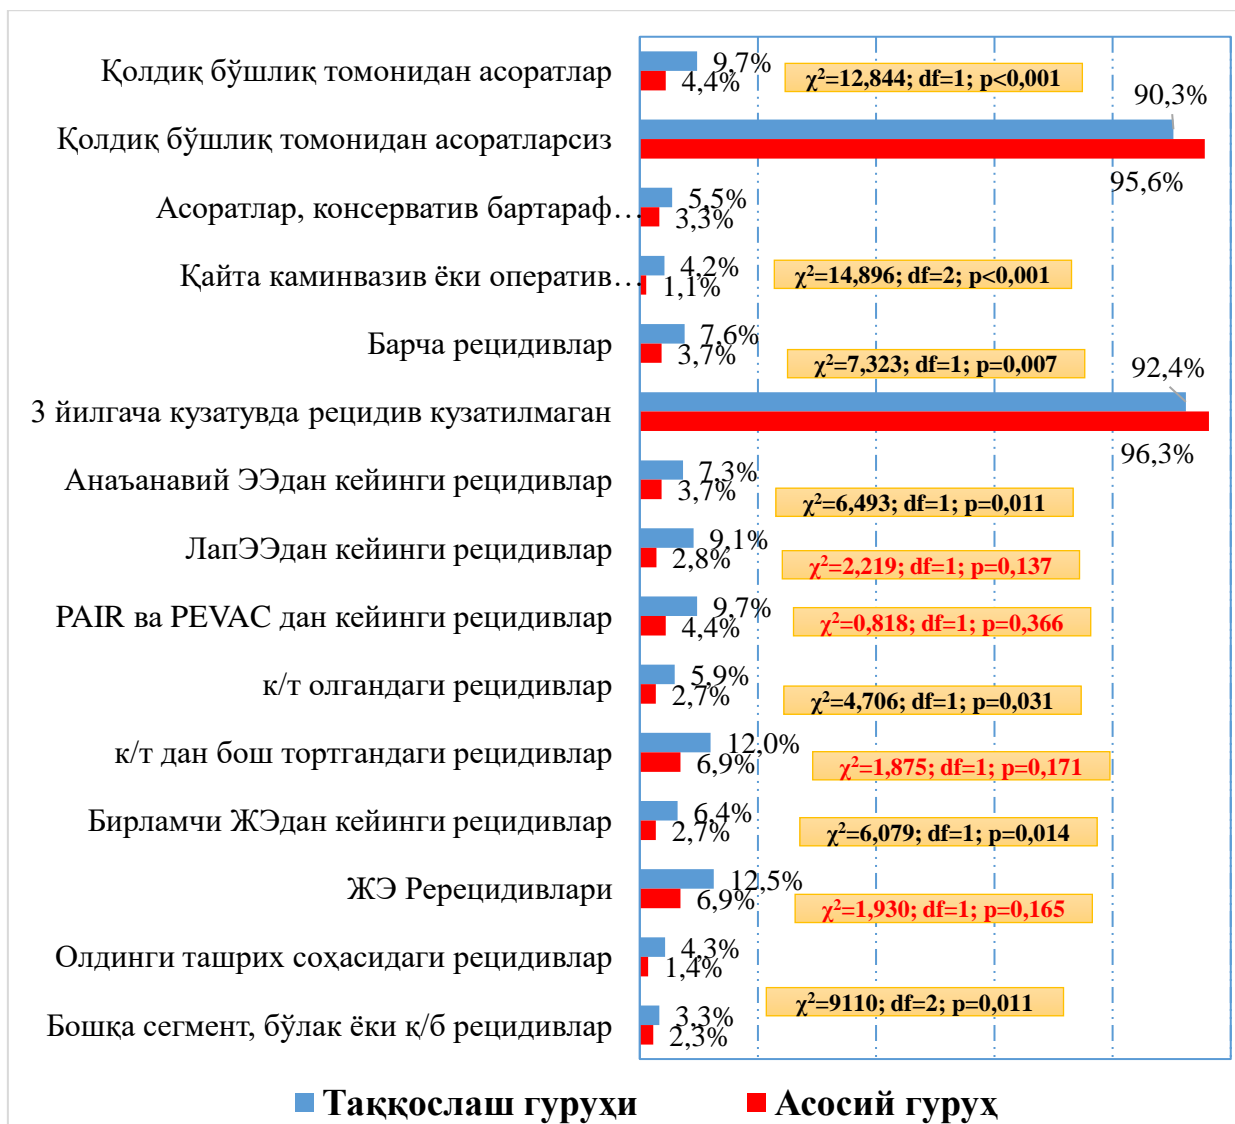 Қолдиқ бўшлиқ томонидан асоратлар
9,7%
4,4%
χ²=12,844; df=1; p<0,001
Қолдиқ бўшлиқ томонидан асоратларсиз
90,3%
95,6%
Асоратлар, консерватив бартараф…
5,5%
3,3%
Қайта каминвазив ёки оператив…
4,2%
1,1%
χ²=14,896; df=2; p<0,001
Барча рецидивлар
7,6%
3,7%
χ²=7,323; df=1; p=0,007
3 йилгача кузатувда рецидив кузатилмаган
92,4%
96,3%
Анаъанавий ЭЭдан кейинги рецидивлар
7,3%
3,7%
χ²=6,493; df=1; p=0,011
ЛапЭЭдан кейинги рецидивлар
9,1%
2,8%
χ²=2,219; df=1; p=0,137
PAIR ва PEVAC дан кейинги рецидивлар
9,7%
4,4%
χ²=0,818; df=1; p=0,366
к/т олгандаги рецидивлар
5,9%
2,7%
χ²=4,706; df=1; p=0,031
к/т дан бош тортгандаги рецидивлар
12,0%
6,9%
χ²=1,875; df=1; p=0,171
Бирламчи ЖЭдан кейинги рецидивлар
6,4%
2,7%
χ²=6,079; df=1; p=0,014
ЖЭ Ререцидивлари
12,5%
6,9%
χ²=1,930; df=1; p=0,165
Олдинги ташрих соҳасидаги рецидивлар
4,3%
1,4%
χ²=9110; df=2; p=0,011
Бошқа сегмент, бўлак ёки қ/б рецидивлар
3,3%
2,3%
Таққослаш гуруҳи
Асосий гуруҳ